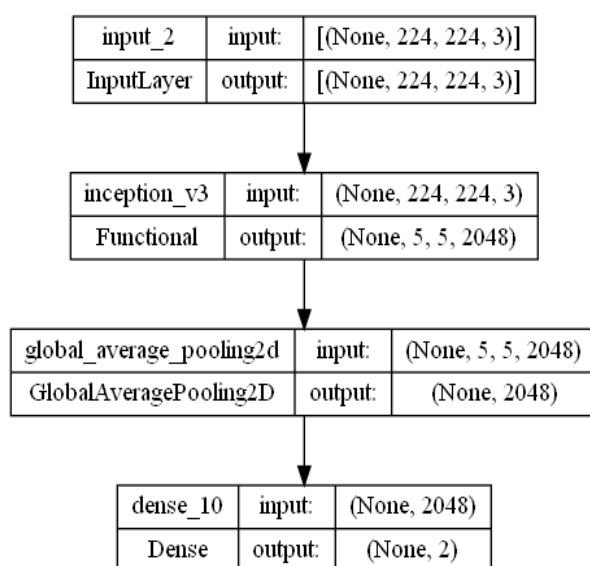 input_2 input: [(None, 224, 224, 3)]
InputLayer output: [(None, 224, 224, 3)]
inception_v3 input: (None, 224, 224, 3)
Functional output: (None, 5, 5, 2048)
global_average_pooling2d input: (None, 5, 5, 2048)
GlobalAveragePooling2D output: (None, 2048)
dense_10 input: (None, 2048)
Dense output: (None, 2)